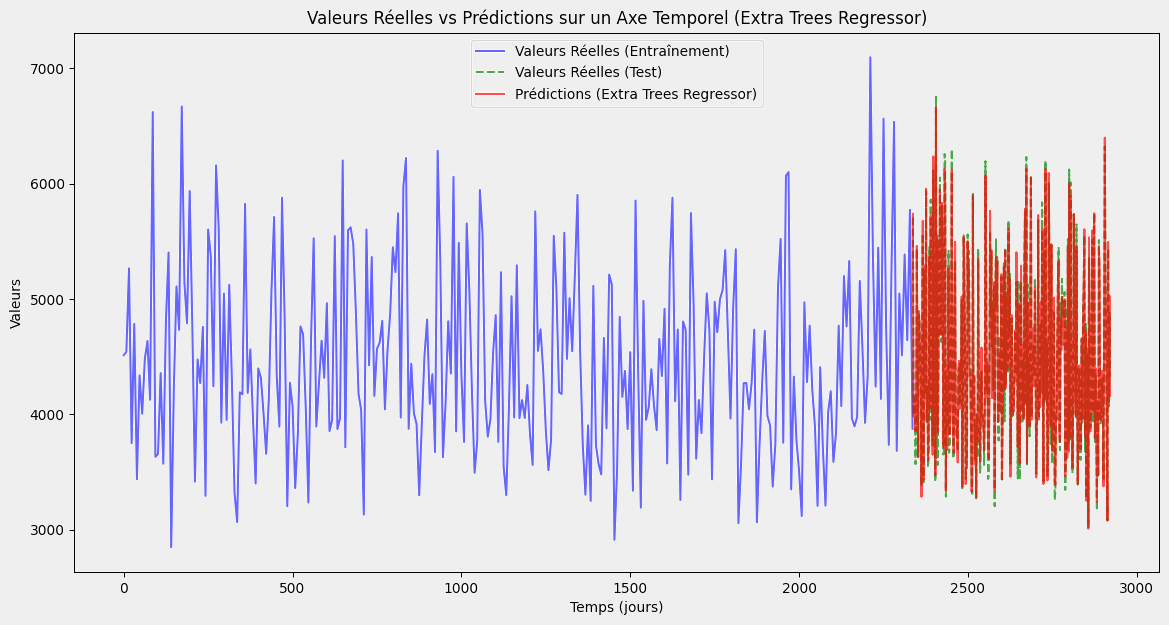 Valeurs Réelles vs Prédictions sur un Axe Temporel (Extra Trees Regressor)
Valeurs Réelles (Entraînement)
Valeurs Réelles (Test)
Prédictions (Extra Trees Regressor)
Valeurs
7000
6000
5000
4000
3000
0 500 1000 1500 2000 2500 3000
Temps (jours)